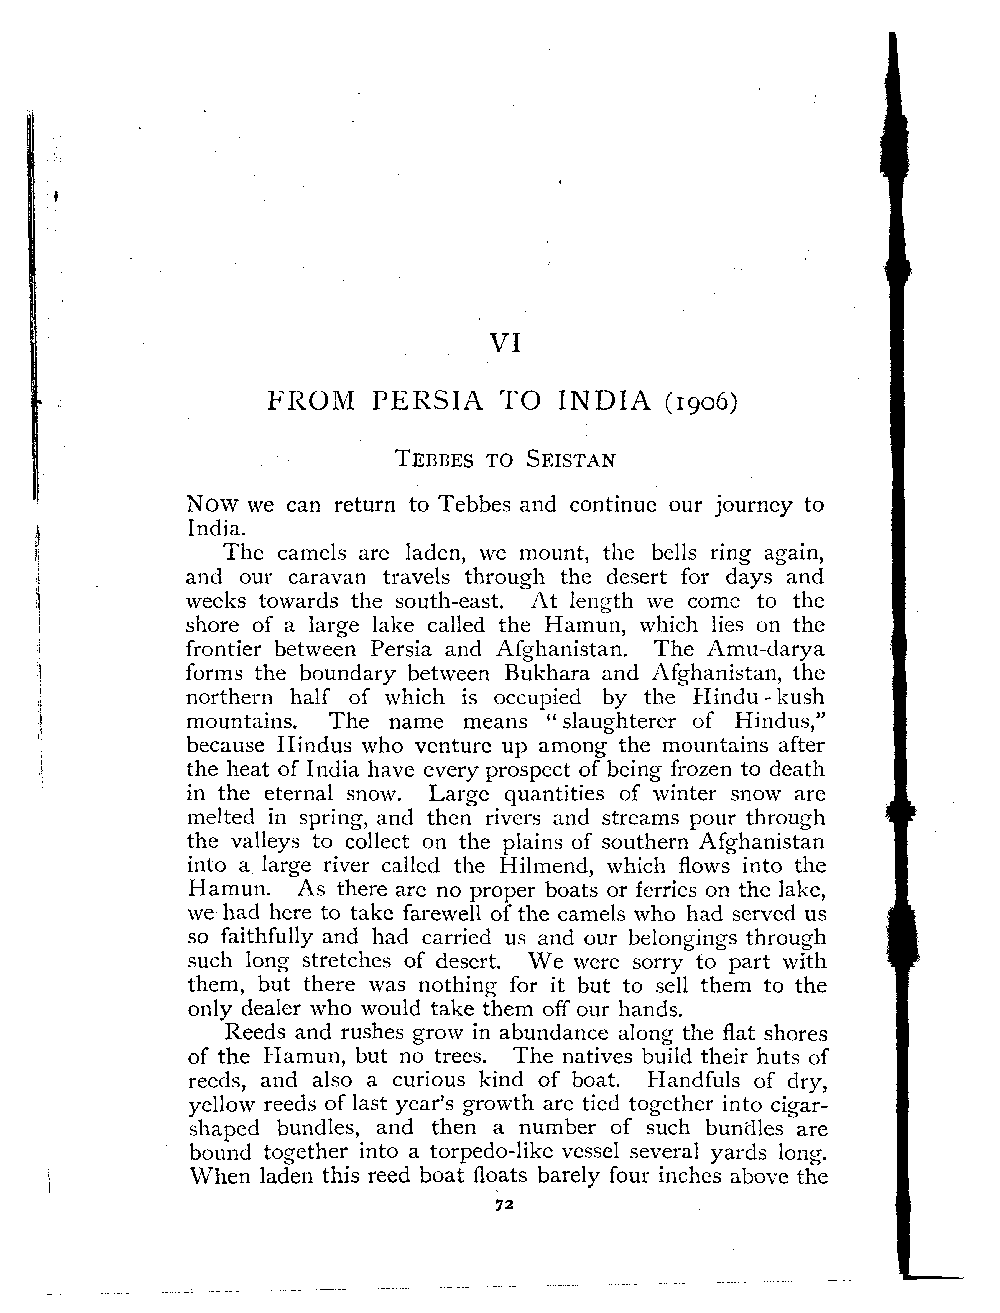 VI
FROM PERSIA TO INDIA (1906)
TEBBES TO SEISTAN
NOW we can return to Tebbes and continue our journey to
India.
The camels are laden, we mount, the bells ring again,
and our caravan travels through the desert for days and
weeks towards the south-east. At length we come to the
shore of a large lake called the Hamun, which lies on the
frontier between Persia and Afghanistan. The Amu-darya
forms the boundary between Bukhara and Afghanistan, the
northern half of which is occupied by the Hindu-kush
mountains. The name means "slaughterer of Hindus,"
because Hindus who venture up among the mountains after
the heat of India have every prospect of being frozen to death
in the eternal snow. Large quantities of winter snow are
melted in spring, and then rivers and streams pour through
the valleys to collect on the plains of southern Afghanistan
into a large river called the Hilmend, which flows into the
Hamun. As there are no proper boats or ferries on the lake,
we had here to take farewell of the camels who had served us
so faithfully and had carried us and our belongings through
such long stretches of desert. We were sorry to part with
them, but there was nothing for it but to sell them to the
only dealer who would take them off our hands.
Reeds and rushes grow in abundance along the flat shores
of the Hamun, but no trees. The natives build their huts of
reeds, and also a curious kind of boat. Handfuls of dry,
yellow reeds of last year's growth are tied together into cigar-
shaped bundles, and then a number of such bundles are
bound together into a torpedo-like vessel several yards long.
When laden this reed boat floats barely four inches above the
72